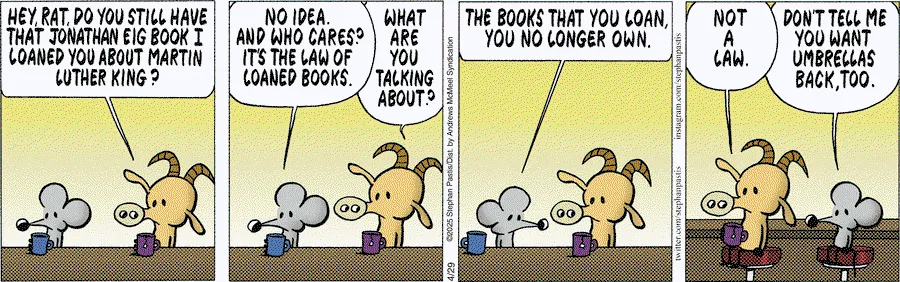 HEY, RAT. DO YOU STILL HAVE
THAT JONATHAN EIG BOOK I
LOANED YOU ABOUT MARTIN
LUTHER KING?
NO IDEA.
AND WHO CARES?
IT'S THE LAW OF
LOANED BOOKS.
WHAT
ARE
YOU
TALKING
ABOUT?
©2025 Stephan Pastis/Dist. by Andrews McMeel Syndication
4/29
THE BOOKS THAT YOU LOAN,
YOU NO LONGER OWN.
twitter.com/stephanpastis
instagram.com/stephanpastis
NOT
A
LAW.
DON'T TELL ME
YOU WANT
UMBRELLAS
BACK, TOO.